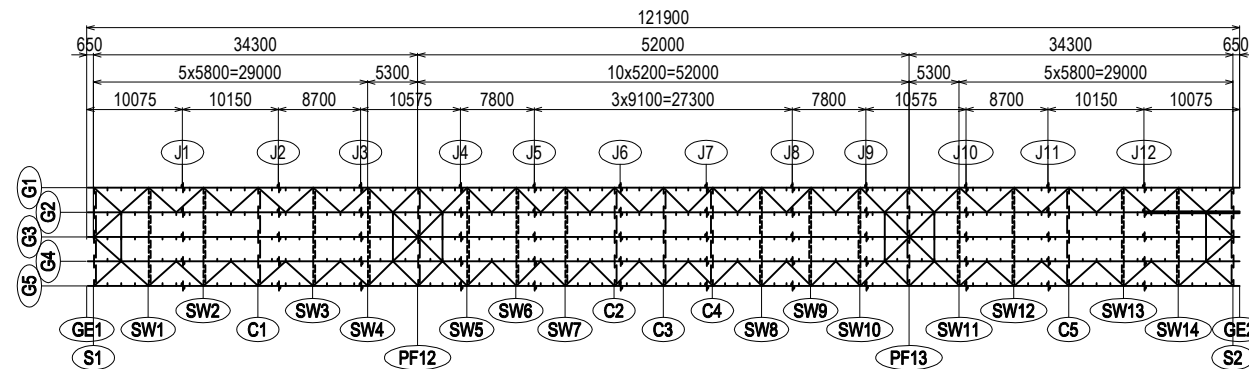 121900
650 34300 52000 34300 650
5x5800=29000 5300 10x5200=52000 5300 5x5800=29000
10075 10150 8700 10575 7800 3x9100=27300 7800 10575 8700 10150 10075
J1 J2 J3 J4 J5 J6 J7 J8 J9 J10 J11 J12
G1
G2
G3
G4
G5
SW2 SW3 SW6 C2 C4 SW9 SW12 SW13
GE1 SW1 C1 SW4 SW5 SW7 C3 SW8 SW10 SW11 C5 SW14 GE2
S1 PF12 PF13 S2